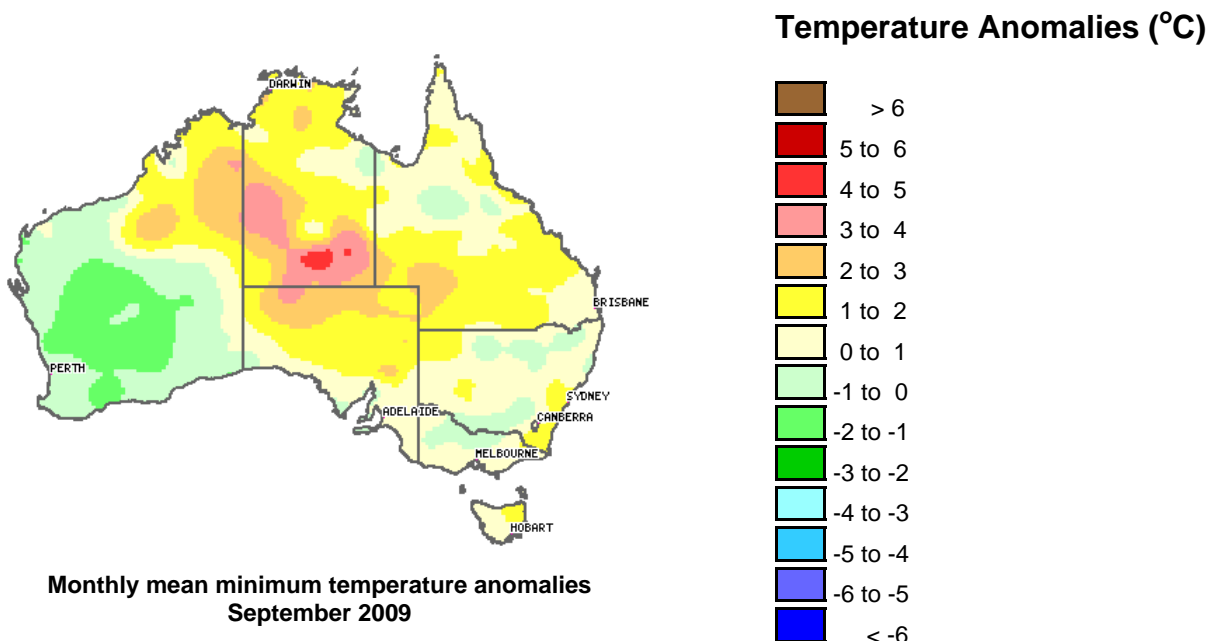 Temperature Anomalies (°C)
DARWIN
BRISBANE
PERTH
SYDNEY
ADELAIDE
CANBERRA
MELBOURNE
HOBART
Monthly mean minimum temperature anomalies
September 2009
> 6
5 to 6
4 to 5
3 to 4
2 to 3
1 to 2
0 to 1
-1 to 0
-2 to -1
-3 to -2
-4 to -3
-5 to -4
-6 to -5
< -6